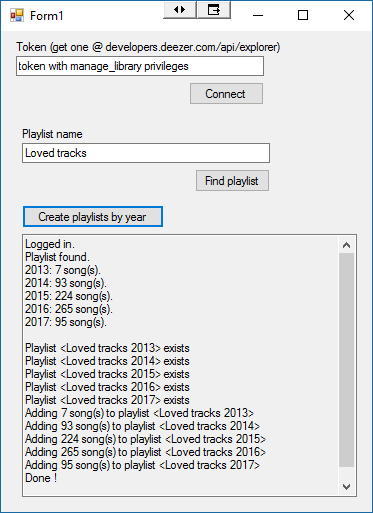 Form1
Token (get one @ developers.deezer.com/api/explorer)
token with manage_library privileges
Connect
Playlist name
Loved tracks
Find playlist
Create playlists by year
Logged in.
Playlist found.
2013: 7 song(s).
2014: 93 song(s).
2015: 224 song(s).
2016: 265 song(s).
2017: 95 song(s).
Playlist <Loved tracks 2013> exists
Playlist <Loved tracks 2014> exists
Playlist <Loved tracks 2015> exists
Playlist <Loved tracks 2016> exists
Playlist <Loved tracks 2017> exists
Adding 7 song(s) to playlist <Loved tracks 2013>
Adding 93 song(s) to playlist <Loved tracks 2014>
Adding 224 song(s) to playlist <Loved tracks 2015>
Adding 265 song(s) to playlist <Loved tracks 2016>
Adding 95 song(s) to playlist <Loved tracks 2017>
Done !